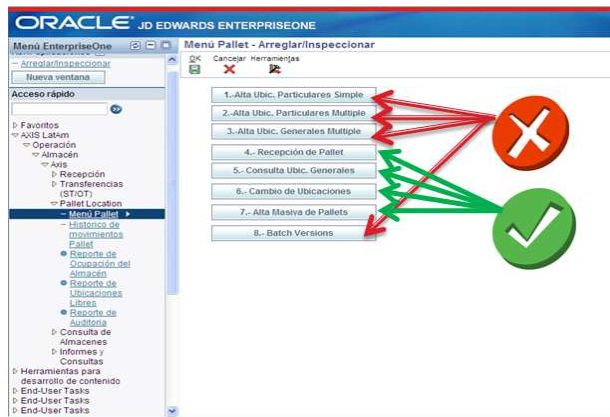 ORACLE® JD EDWARDS ENTERPRISEONE
Menú EnterpriseOne
Menú Pallet - Arreglar/Inspeccionar
Arreglar/Inspeccionar
Nueva ventana
Acceso rápido
Favoritos
AXIS LatAm
Operación
Almacén
Axis
Recepción
Transferencias
(ST/OT)
Pallet Location
Menú Pallet
Historico de
movimientos
Pallet
Reporte de
Ocupación del
Almacén
Reporte de
Ubicaciones
Libres
Reporte de
Auditoria
Consulta de
Almacenes
Informes y
Consultas
Herramientas para
desarrollo de contenido
End-User Tasks
End-User Tasks
End-User Tasks
OK Cancelar Herramientas
1.-Alta Ubic. Particulares Simple
2.-Alta Ubic. Particulares Multiple
3.-Alta Ubic. Generales Multiple
4.- Recepción de Pallet
5.- Consulta Ubic. Generales
6.- Cambio de Ubicaciones
7.- Alta Masiva de Pallets
8.- Batch Versions